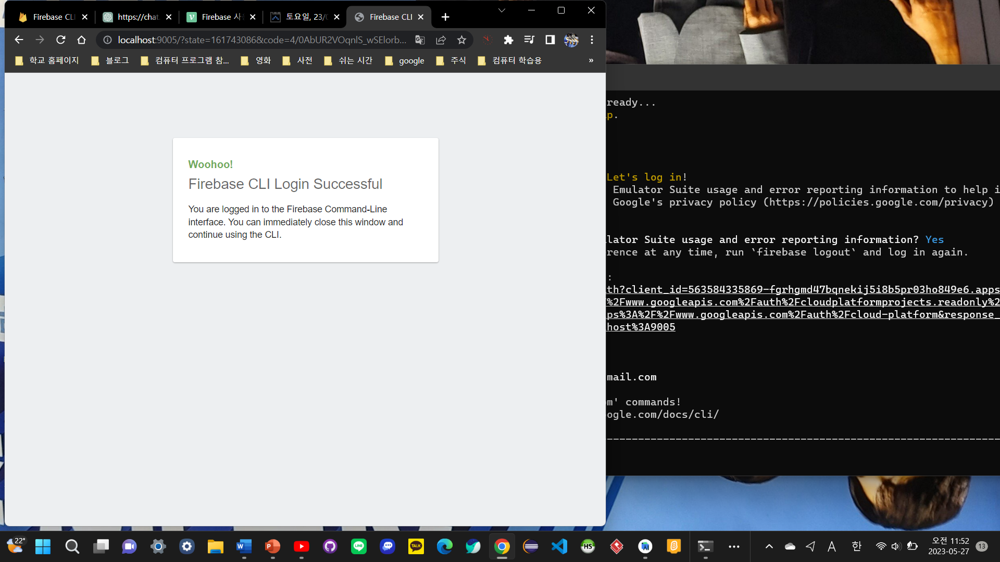 Firebase CLI
https://chat.
Firebase 사용
토요일, 23/0
Firebase CLI
localhost:9005/?state=161743086&code=4/0AbUR2VOqnlS_wSElorb...
학교 홈페이지
블로그
컴퓨터 프로그램 참...
영화
사전
쉬는 시간
google
주식
컴퓨터 학습용
»
Woohoo!
Firebase CLI Login Successful
You are logged in to the Firebase Command-Line
interface. You can immediately close this window and
continue using the CLI.
ready...
p.
Let's log in!
Emulator Suite usage and error reporting information to help i
Google's privacy policy (https://policies.google.com/privacy)
lator Suite usage and error reporting information? Yes
rence at any time, run `firebase logout` and log in again.
:
th?client_id=563584335869-fgrhgmd47bqnekij5i8b5pr03ho849e6.apps
%2Fwww.googleapis.com%2Fauth%2Fcloudplatformprojects.readonly%2
ps%3A%2F%2Fwww.googleapis.com%2Fauth%2Fcloud-platform&response_
host%3A9005
mail.com
m' commands!
ogle.com/docs/cli/
--------------------------------------------------------------
22°
W
P
LINE
TALK
HS
A
한
오전 11:52
2023-05-27
13